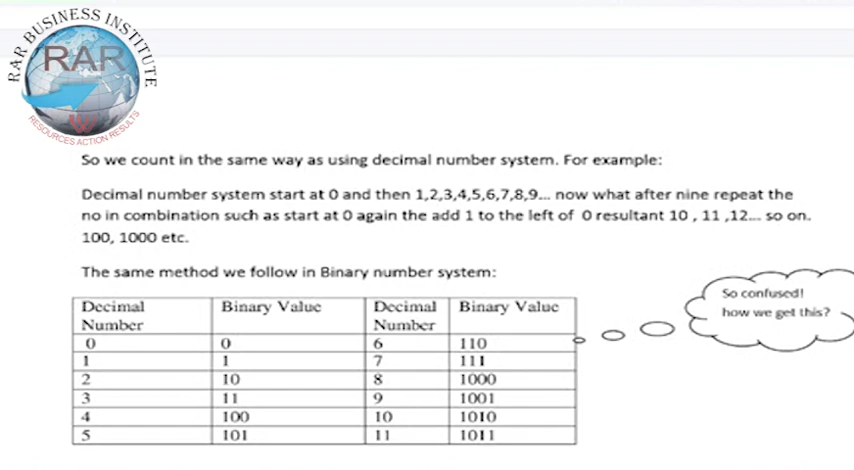 RAR BUSINESS INSTITUTE
RAR
RESOURCES ACTION RESULTS
So we count in the same way as using decimal number system. For example:
Decimal number system start at 0 and then 1,2,3,4,5,6,7,8,9... now what after nine repeat the
no in combination such as start at 0 again the add 1 to the left of 0 resultant 10 , 11 ,12... so on.
100, 1000 etc.
The same method we follow in Binary number system:
Decimal Number Binary Value Decimal Number Binary Value
0 0 6 110
1 1 7 111
2 10 8 1000
3 11 9 1001
4 100 10 1010
5 101 11 1011
So confused!
how we get this?